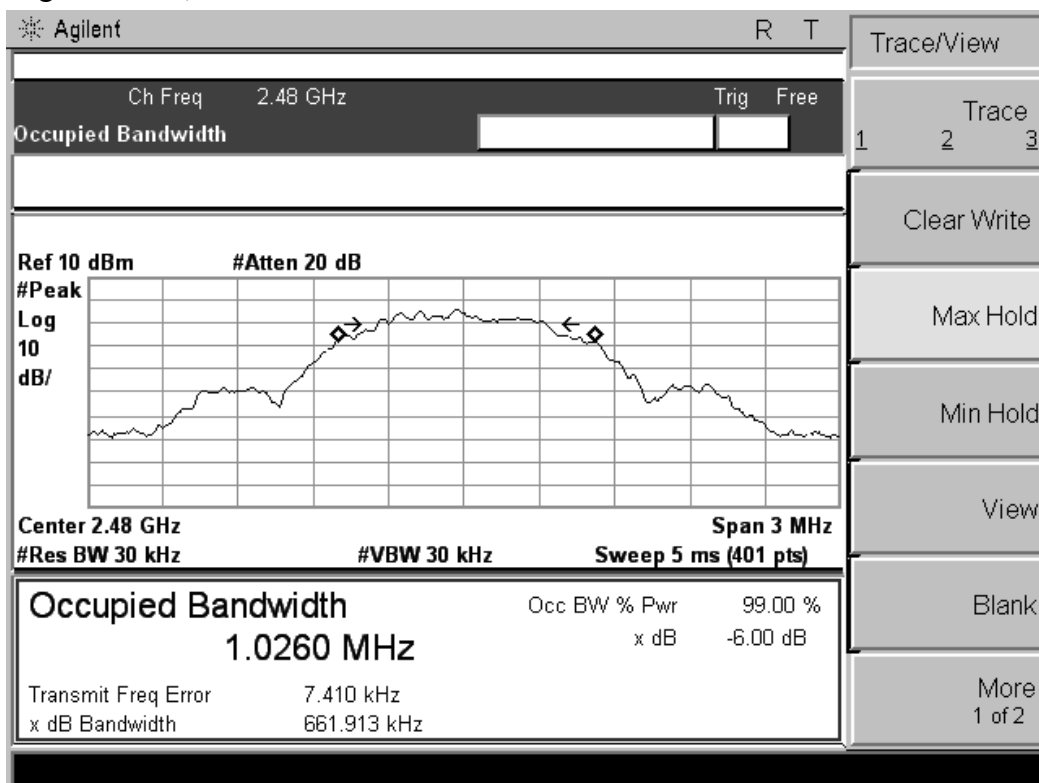 Agilent R T
Trace/View
Ch Freq 2.48 GHz Trig Free
Occupied Bandwidth
Trace
1 2 3
Clear Write
Ref 10 dBm #Atten 20 dB
#Peak
Log
10
dB/
Max Hold
Min Hold
View
Center 2.48 GHz Span 3 MHz
#Res BW 30 kHz #VBW 30 kHz Sweep 5 ms (401 pts)
Occupied Bandwidth Occ BW % Pwr 99.00 %
1.0260 MHz x dB -6.00 dB
Transmit Freq Error 7.410 kHz
x dB Bandwidth 661.913 kHz
Blank
More
1 of 2